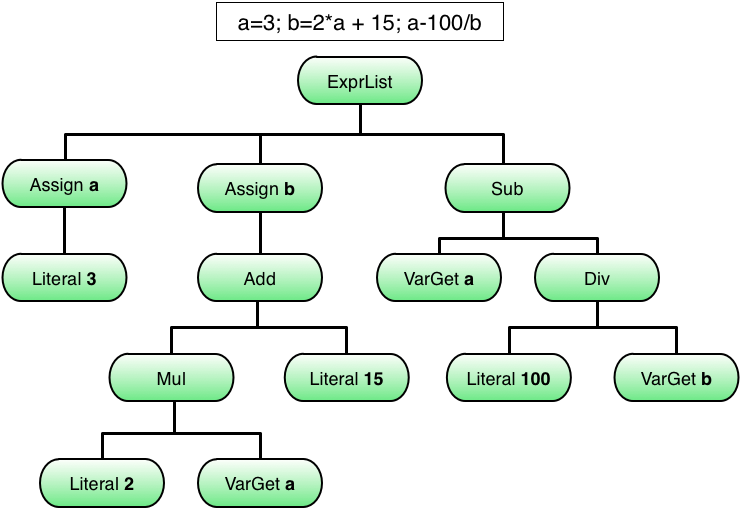 a=3; b=2*a + 15; a-100/b
ExprList
Assign a
Assign b
Sub
Literal 3
Add
VarGet a
Div
Mul
Literal 15
Literal 100
VarGet b
Literal 2
VarGet a